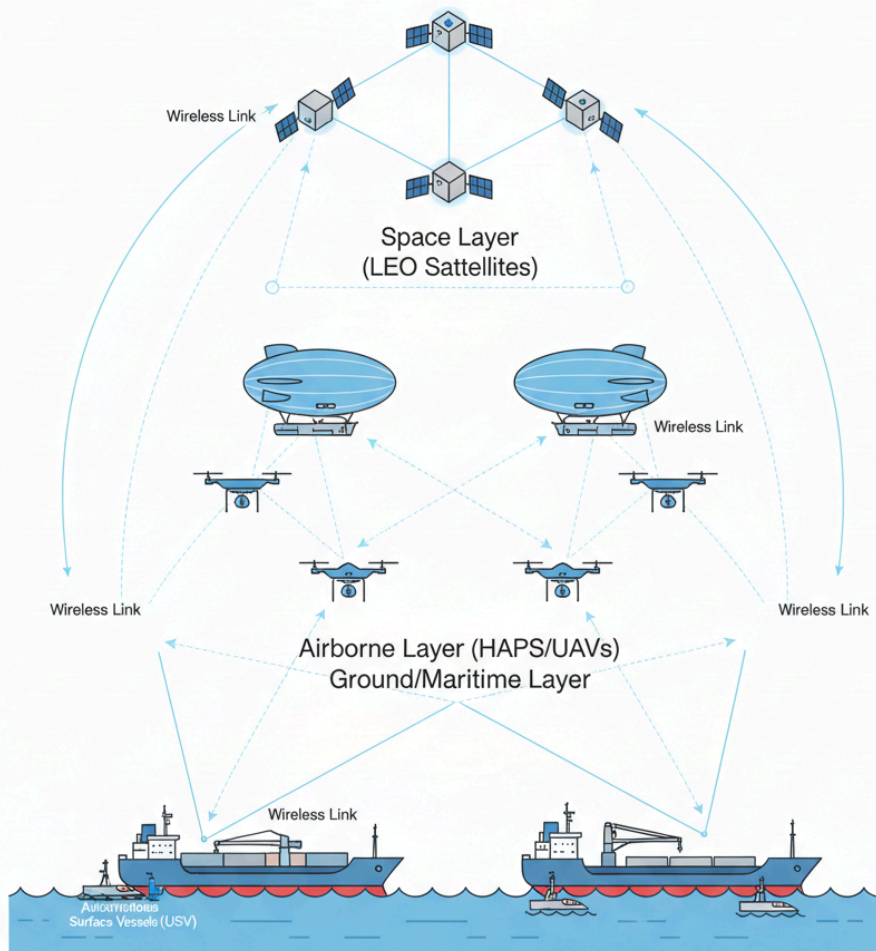 Wireless Link
Space Layer
(LEO Sattellites)
Wireless Link
Wireless Link
Wireless Link
Airborne Layer (HAPS/UAVs)
Ground/Maritime Layer
Wireless Link
Surface Vessels (USV)